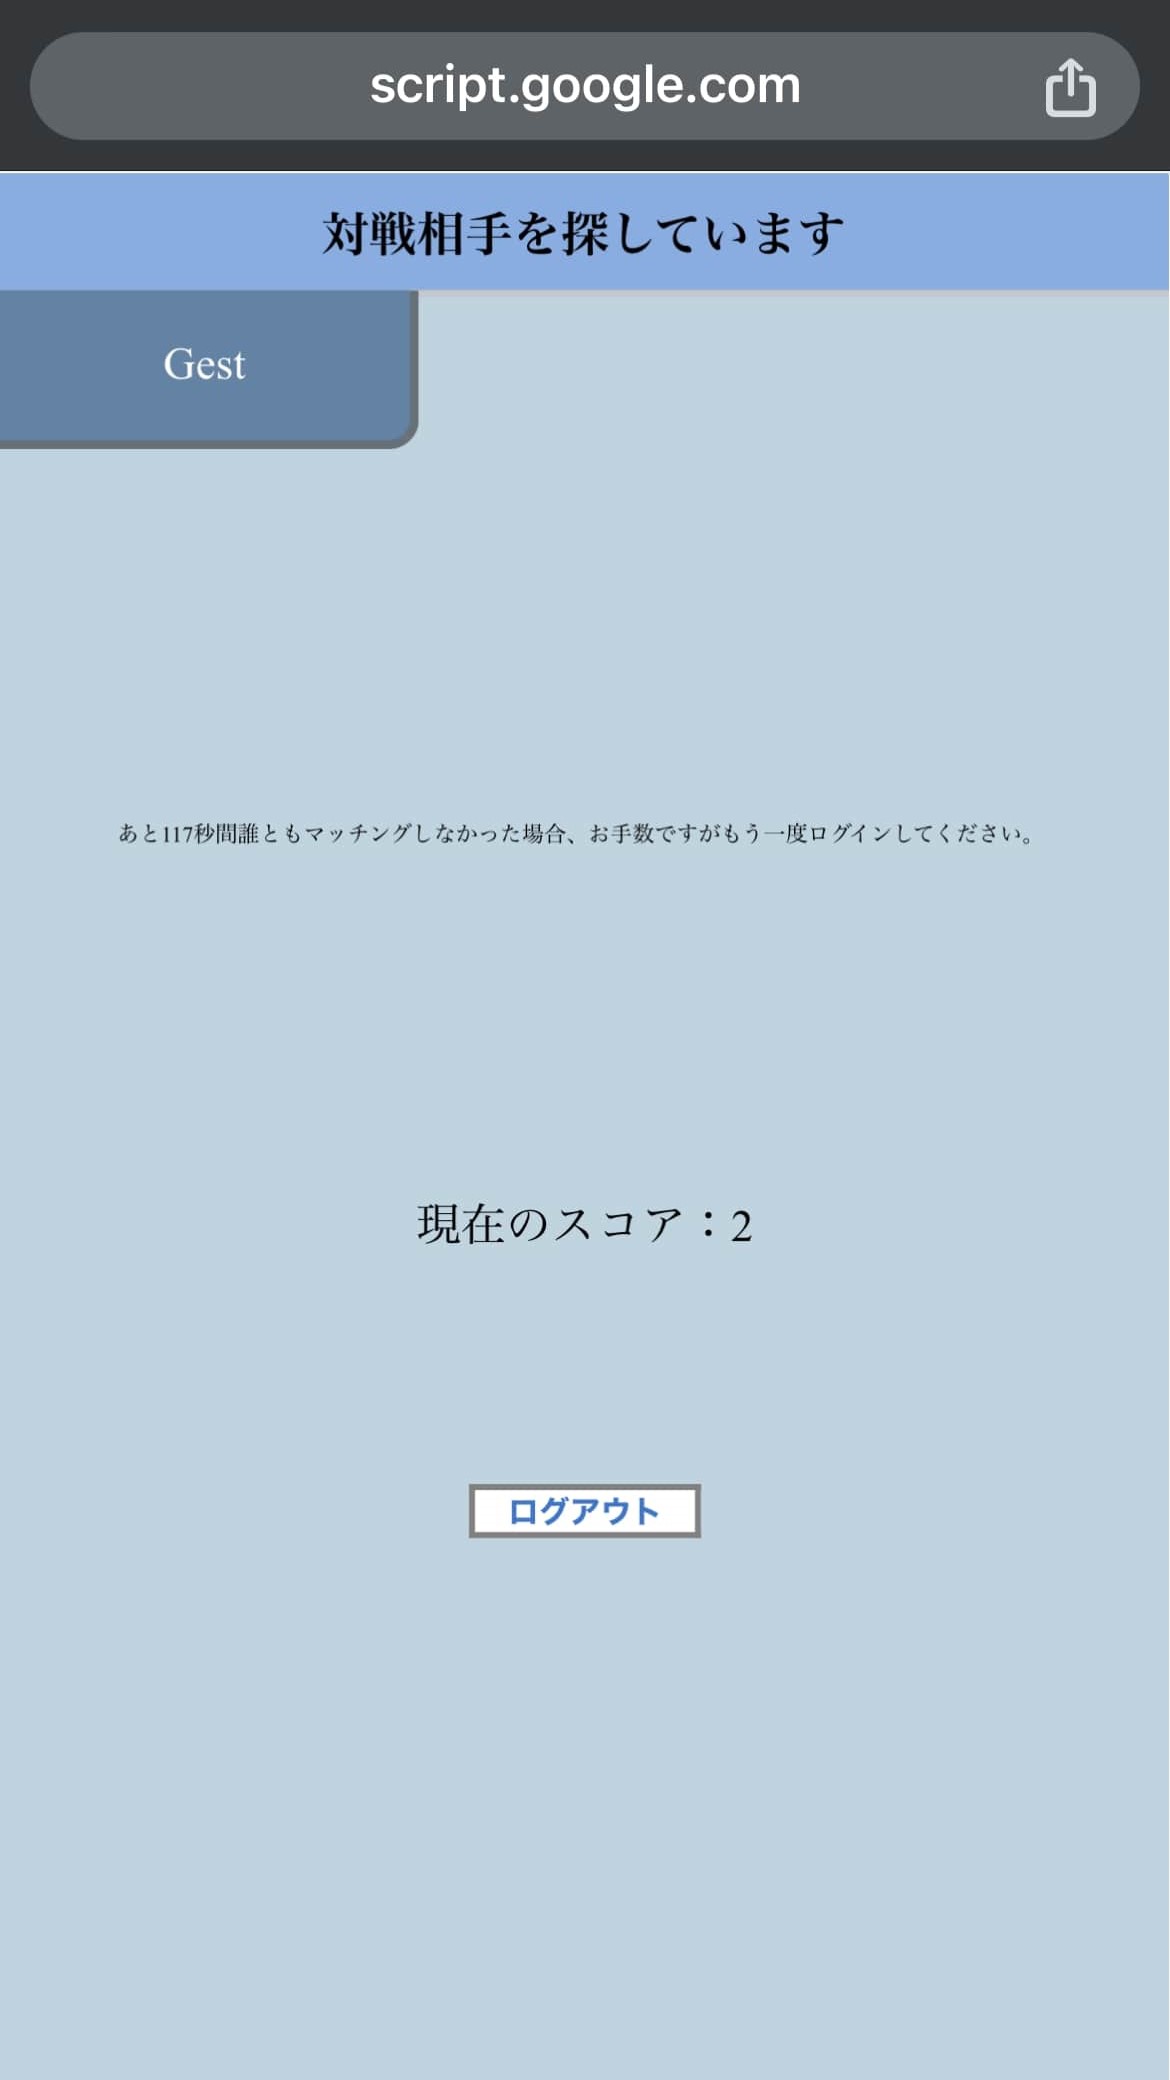 script.google.com
対戦相手を探しています
Gest
あと117秒間誰ともマッチングしなかった場合、お手数ですがもう一度ログインしてください。
現在のスコア：2
ログアウト